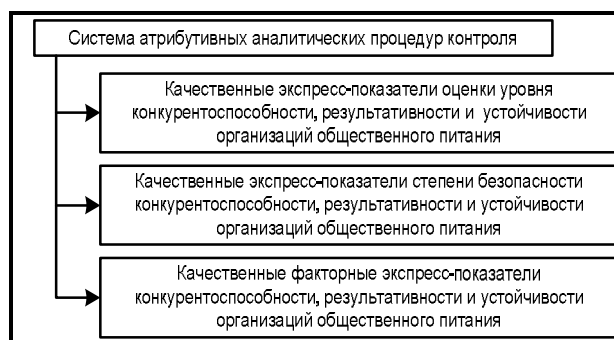 Система атрибутивных аналитических процедур контроля
Качественные экспресс-показатели оценки уровня
конкурентоспособности, результативности и устойчивости
организаций общественного питания
Качественные экспресс-показатели степени безопасности
конкурентоспособности, результативности и устойчивости
организаций общественного питания
Качественные факторные экспресс-показатели
конкурентоспособности, результативности и устойчивости
организаций общественного питания